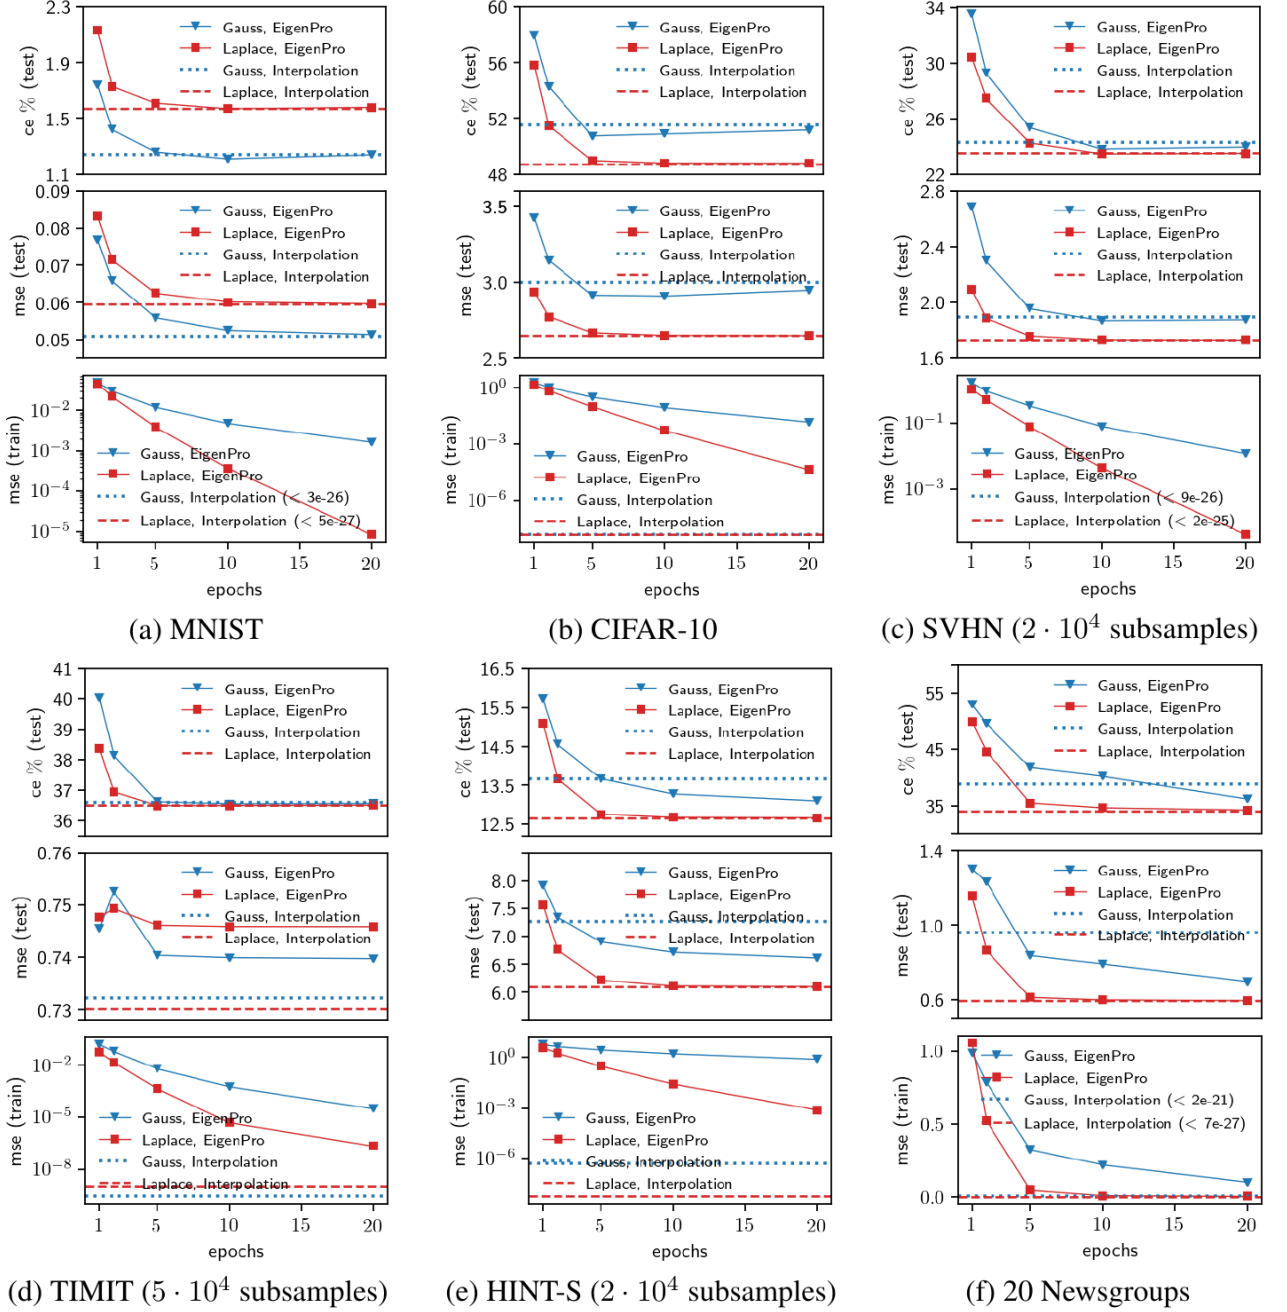 2.3
1.9
1.5
1.1
ce % (test)
Gauss, EigenPro
Laplace, EigenPro
Gauss, Interpolation
Laplace, Interpolation
0.09
0.08
0.07
0.06
0.05
mse (test)
Gauss, EigenPro
Laplace, EigenPro
Gauss, Interpolation
Laplace, Interpolation
10⁻²
10⁻³
10⁻⁴
10⁻⁵
mse (train)
Gauss, EigenPro
Laplace, EigenPro
Gauss, Interpolation (< 3e-26)
Laplace, Interpolation (< 5e-27)
1 5 10 15 20
epochs
(a) MNIST
60
56
52
48
ce % (test)
Gauss, EigenPro
Laplace, EigenPro
Gauss, Interpolation
Laplace, Interpolation
3.5
3.0
2.5
mse (test)
Gauss, EigenPro
Laplace, EigenPro
Gauss, Interpolation
Laplace, Interpolation
10⁰
10⁻³
10⁻⁶
mse (train)
Gauss, EigenPro
Laplace, EigenPro
Gauss, Interpolation
Laplace, Interpolation
1 5 10 15 20
epochs
(b) CIFAR-10
34
30
26
22
ce % (test)
Gauss, EigenPro
Laplace, EigenPro
Gauss, Interpolation
Laplace, Interpolation
2.8
2.4
2.0
1.6
mse (test)
Gauss, EigenPro
Laplace, EigenPro
Gauss, Interpolation
Laplace, Interpolation
10⁻¹
10⁻³
mse (train)
Gauss, EigenPro
Laplace, EigenPro
Gauss, Interpolation (< 9e-26)
Laplace, Interpolation (< 2e-25)
1 5 10 15 20
epochs
(c) SVHN (2 · 10⁴ subsamples)
41
40
39
38
37
36
ce % (test)
Gauss, EigenPro
Laplace, EigenPro
Gauss, Interpolation
Laplace, Interpolation
0.76
0.75
0.74
0.73
mse (test)
Gauss, EigenPro
Laplace, EigenPro
Gauss, Interpolation
Laplace, Interpolation
10⁻²
10⁻⁵
10⁻⁸
mse (train)
Gauss, EigenPro
Laplace, EigenPro
Gauss, Interpolation
Laplace, Interpolation
1 5 10 15 20
epochs
(d) TIMIT (5 · 10⁴ subsamples)
16.5
15.5
14.5
13.5
12.5
ce % (test)
Gauss, EigenPro
Laplace, EigenPro
Gauss, Interpolation
Laplace, Interpolation
8.0
7.5
7.0
6.5
6.0
mse (test)
Gauss, EigenPro
Laplace, EigenPro
Gauss, Interpolation
Laplace, Interpolation
10⁰
10⁻³
10⁻⁶
mse (train)
Gauss, EigenPro
Laplace, EigenPro
Gauss, Interpolation
Laplace, Interpolation
1 5 10 15 20
epochs
(e) HINT-S (2 · 10⁴ subsamples)
55
45
35
ce % (test)
Gauss, EigenPro
Laplace, EigenPro
Gauss, Interpolation
Laplace, Interpolation
1.4
1.0
0.6
mse (test)
Gauss, EigenPro
Laplace, EigenPro
Gauss, Interpolation
Laplace, Interpolation
1.0
0.5
0.0
mse (train)
Gauss, EigenPro
Laplace, EigenPro
Gauss, Interpolation (< 2e-21)
Laplace, Interpolation (< 7e-27)
1 5 10 15 20
epochs
(f) 20 Newsgroups